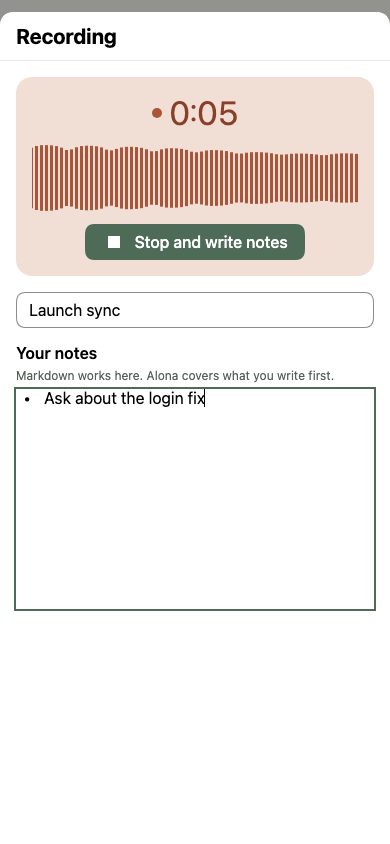 Recording
0:05
Stop and write notes
Launch sync
Your notes
Markdown works here. Alona covers what you write first.
• Ask about the login fix